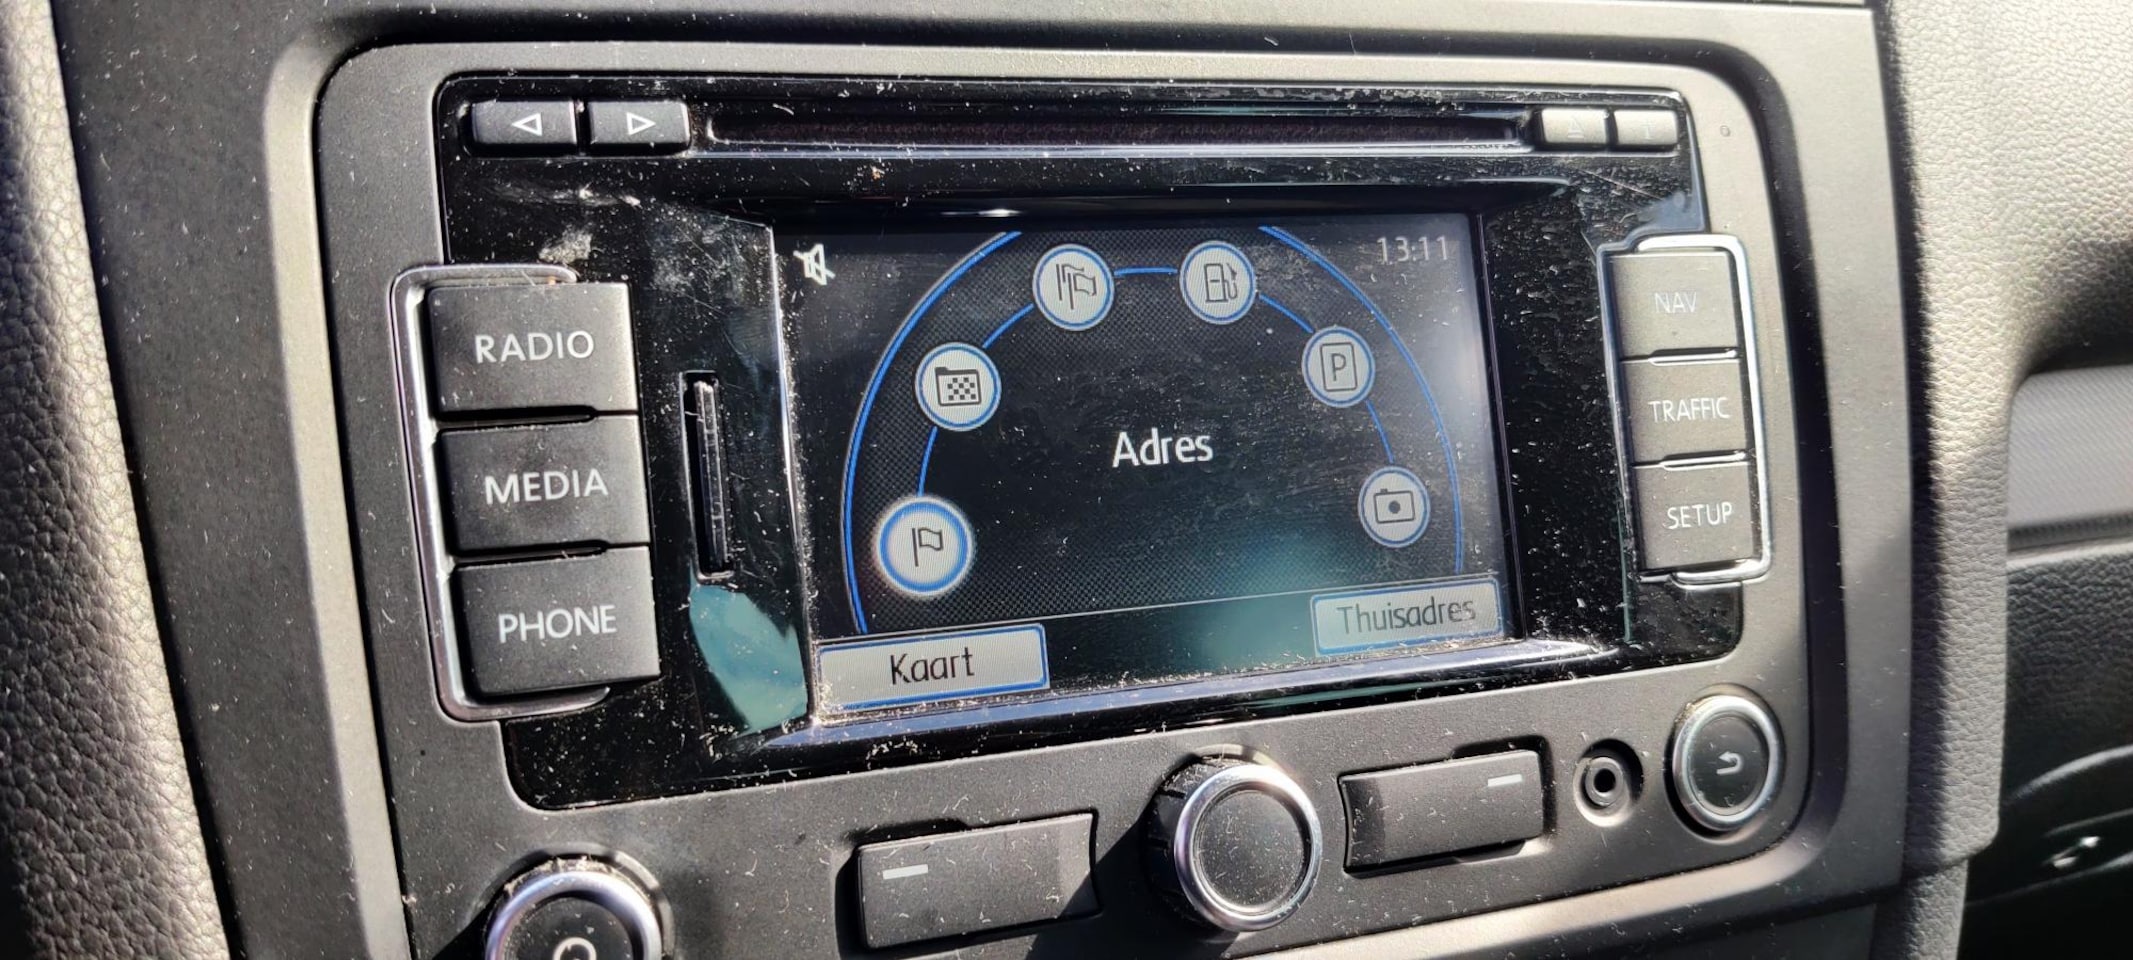 13:11
RADIO
NAV
P
TRAFFIC
Adres
MEDIA
SETUP
PHONE
Thuisadres
Kaart